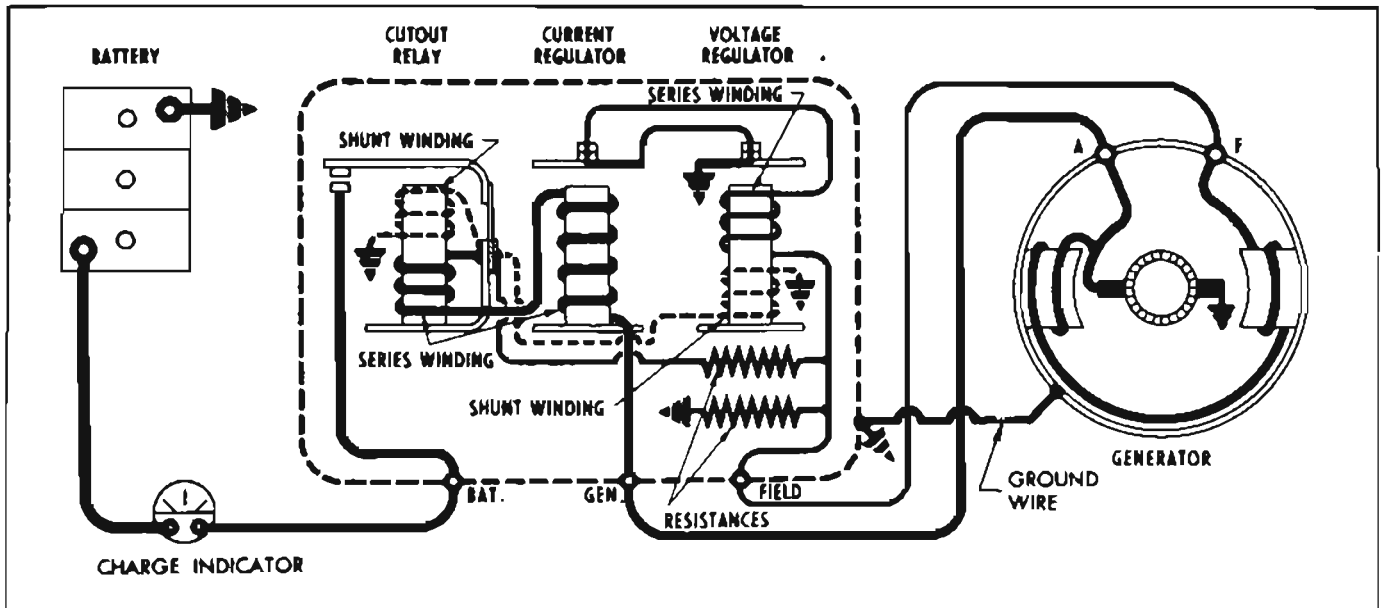 BATTERY
CUTOUT
RELAY
CURRENT
REGULATOR
VOLTAGE
REGULATOR
SERIES WINDING
SHUNT WINDING
A
F
SERIES WINDING
SHUNT WINDING
GENERATOR
GROUND
WIRE
BAT.
GEN.
FIELD
RESISTANCES
CHARGE INDICATOR